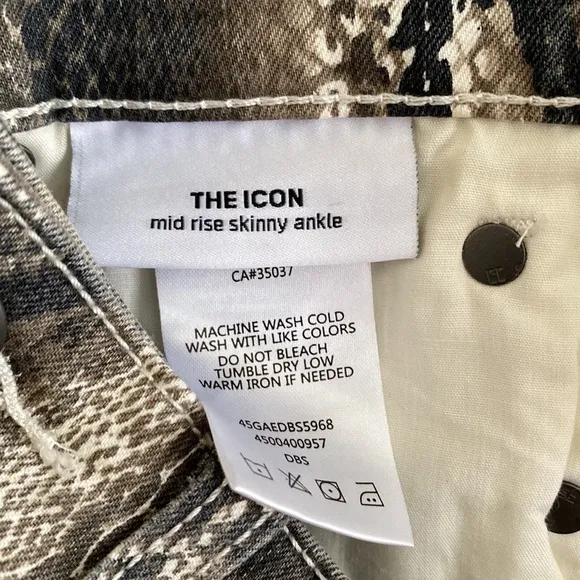 THE ICON
mid rise skinny ankle
CA#35037
MACHINE WASH COLD
WASH WITH LIKE COLORS
DO NOT BLEACH
TUMBLE DRY LOW
WARM IRON IF NEEDED
45GAEDBS5968
4500400957
DBS